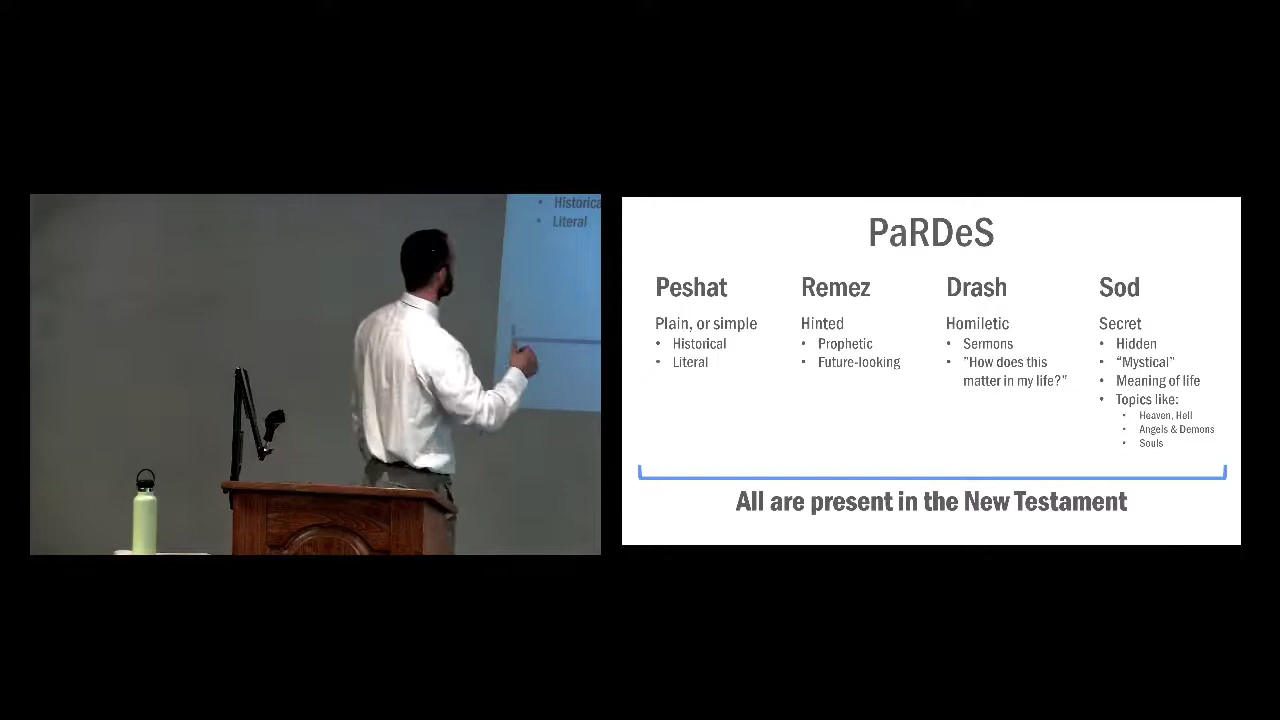 Historica
Literal
PaRDeS
Peshat
Plain, or simple
• Historical
• Literal
Remez
Hinted
• Prophetic
• Future-looking
Drash
Homiletic
• Sermons
• "How does this
matter in my life?"
Sod
Secret
• Hidden
• “Mystical”
• Meaning of life
• Topics like:
• Heaven, Hell
• Angels & Demons
• Souls
All are present in the New Testament